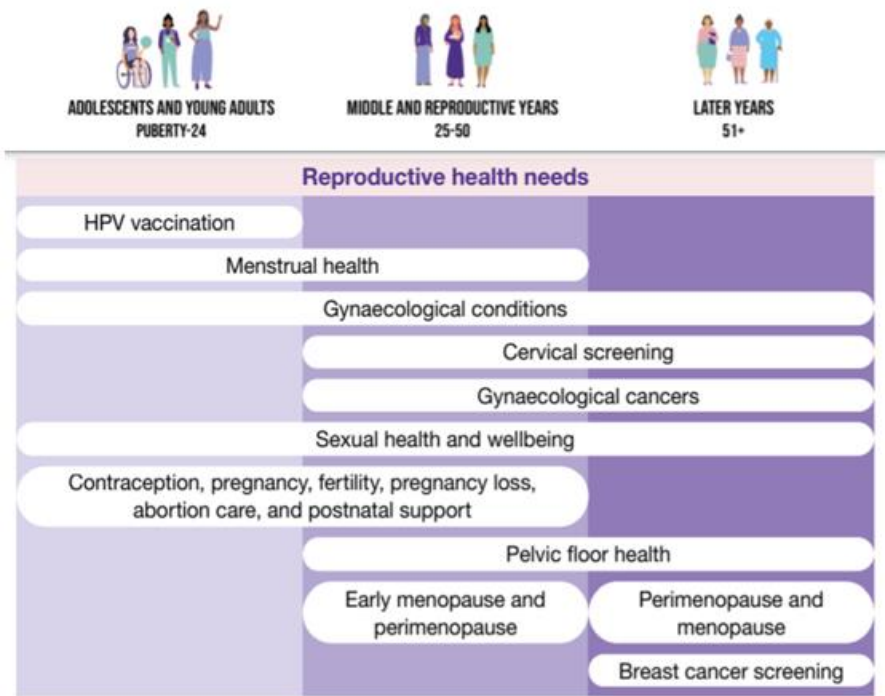 ADOLESCENTS AND YOUNG ADULTS
PUBERTY-24
MIDDLE AND REPRODUCTIVE YEARS
25-50
LATER YEARS
51+
Reproductive health needs
HPV vaccination
Menstrual health
Gynaecological conditions
Cervical screening
Gynaecological cancers
Sexual health and wellbeing
Contraception, pregnancy, fertility, pregnancy loss,
abortion care, and postnatal support
Pelvic floor health
Early menopause and
perimenopause
Perimenopause and
menopause
Breast cancer screening